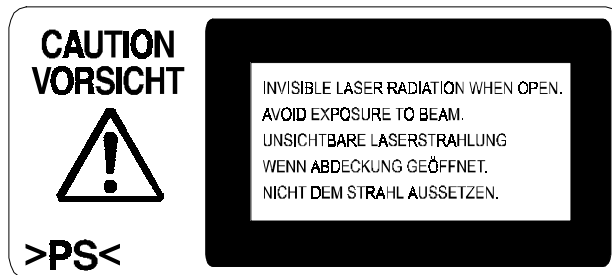 CAUTION
VORSICHT
>PS<
INVISIBLE LASER RADIATION WHEN OPEN.
AVOID EXPOSURE TO BEAM.
UNSICHTBARE LASERSTRAHLUNG
WENN ABDECKUNG GEÖFFNET.
NICHT DEM STRAHL AUSSETZEN.